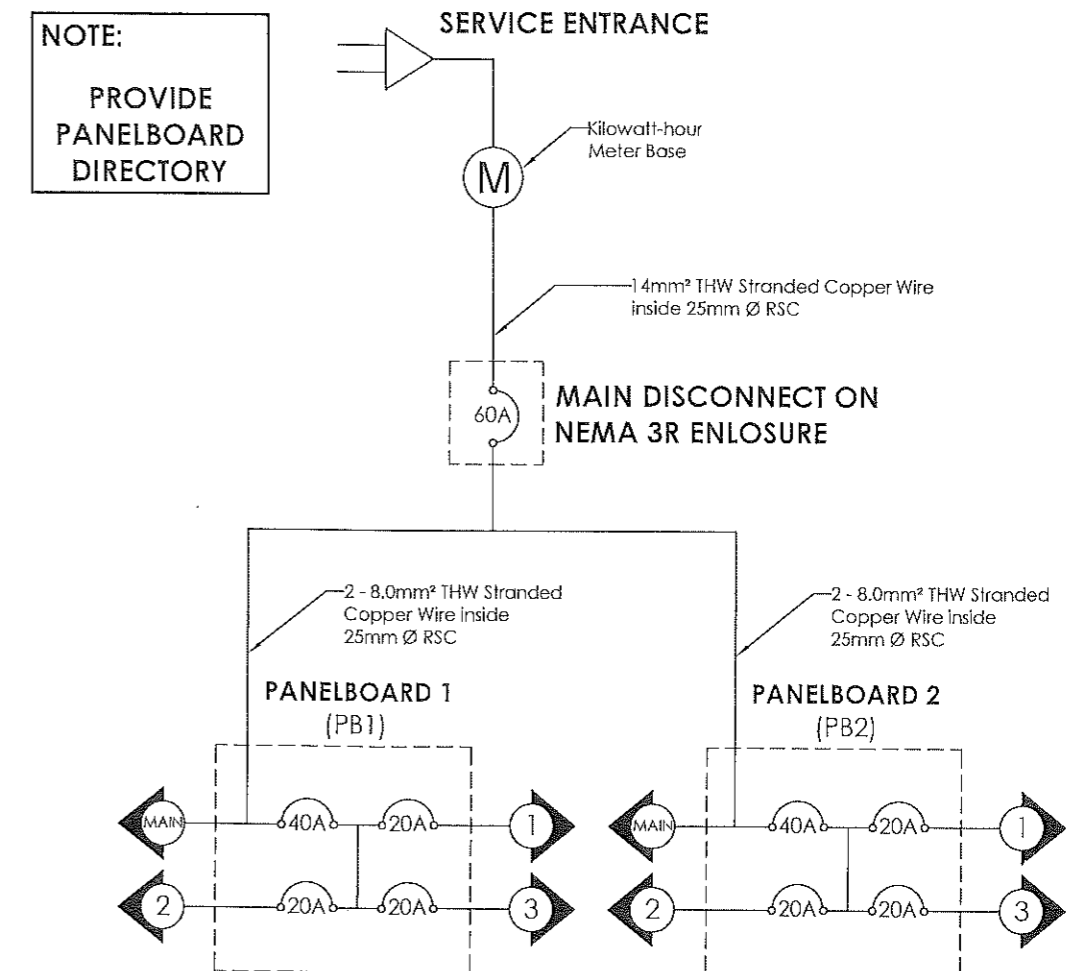 NOTE:
PROVIDE
PANELBOARD
DIRECTORY
SERVICE ENTRANCE
Kilowatt-hour
Meter Base
M
14mm² THW Stranded Copper Wire
inside 25mm Ø RSC
60A
MAIN DISCONNECT ON
NEMA 3R ENLOSURE
2 - 8.0mm² THW Stranded
Copper Wire inside
25mm Ø RSC
2 - 8.0mm² THW Stranded
Copper Wire inside
25mm Ø RSC
PANELBOARD 1
(PB1)
PANELBOARD 2
(PB2)
MAIN 40A 20A 1
2 20A 20A 3
MAIN 40A 20A 1
2 20A 20A 3